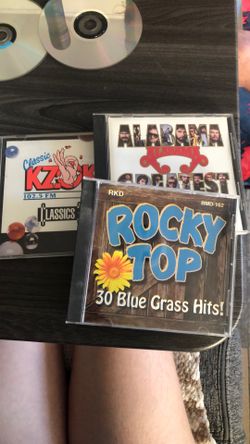 Classic
KZOK
102.5 FM
CLASSICS
ALABAMA
GREATEST
RKD
RMD-162
ROCKY
TOP
30 Blue Grass Hits!